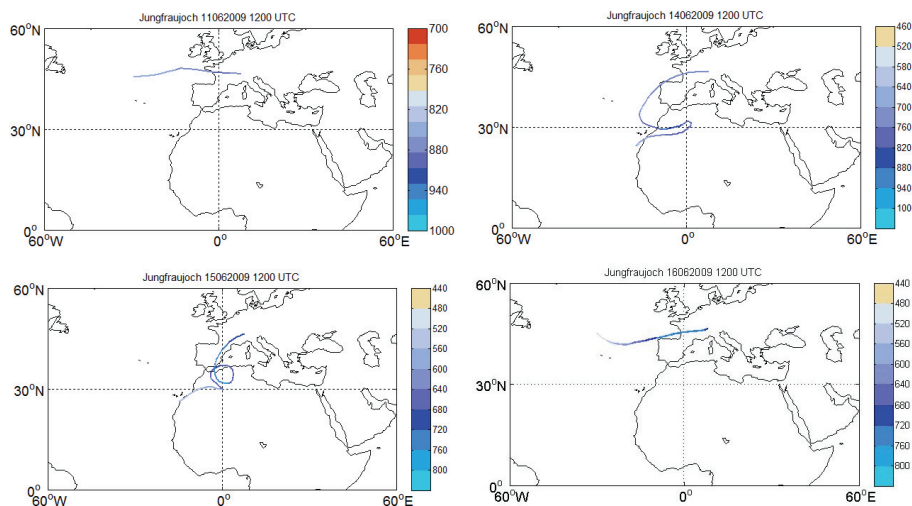 Jungfraujoch 11062009 1200 UTC
60°N
30°N
0°
60°W
0°
60°E
700
760
820
880
940
1000
Jungfraujoch 14062009 1200 UTC
60°N
30°N
0°
60°W
0°
60°E
460
520
580
640
700
760
820
880
940
100
Jungfraujoch 15062009 1200 UTC
60°N
30°N
0°
60°W
0°
60°E
440
480
520
560
600
640
680
720
760
800
Jungfraujoch 16062009 1200 UTC
60°N
30°N
0°
60°W
0°
60°E
440
480
520
560
600
640
680
720
760
800